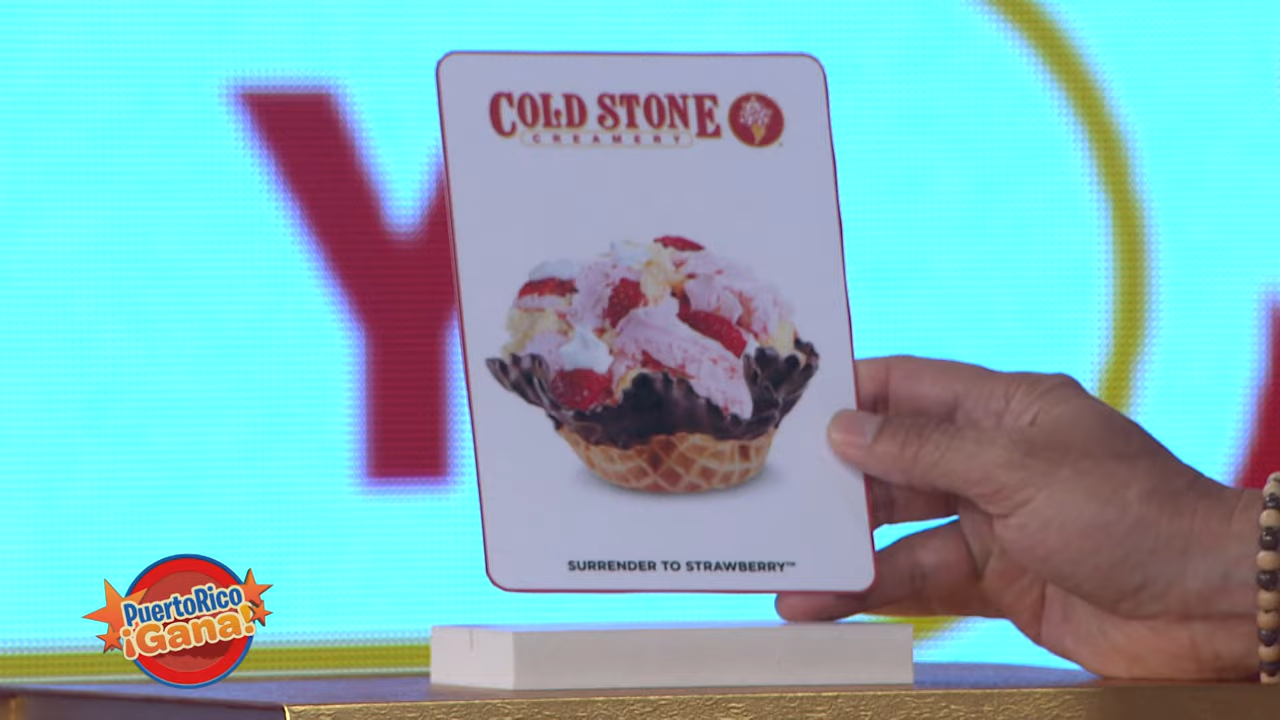 Y
COLD STONE
CREAMERY
SURRENDER TO STRAWBERRY™
PuertoRico
¡Gana!